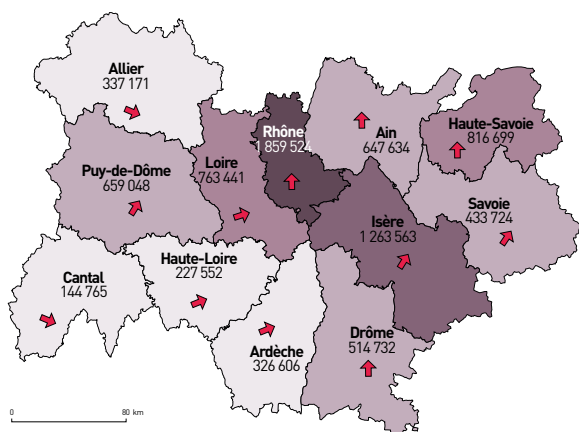 Allier
337 171
Rhône
1 859 524
Ain
647 634
Haute-Savoie
816 699
Puy-de-Dôme
659 048
Loire
763 441
Savoie
433 724
Isère
1 263 563
Cantal
144 765
Haute-Loire
227 552
Ardèche
326 606
Drôme
514 732
0 80 km